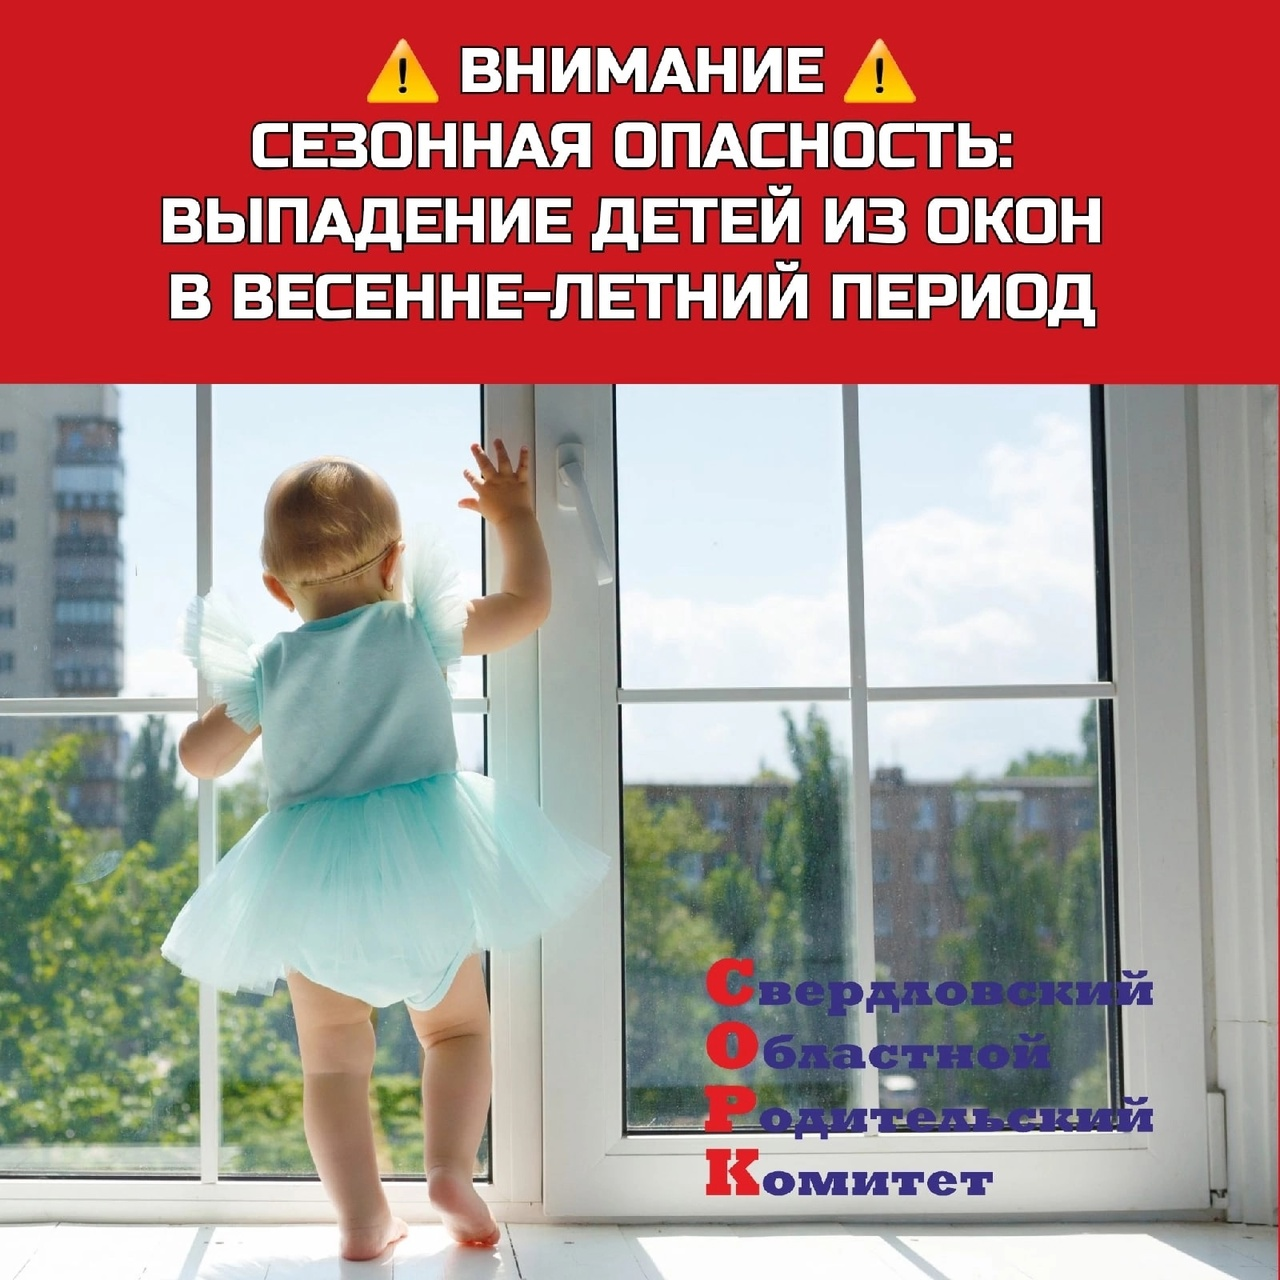 ⚠ ВНИМАНИЕ ⚠
СЕЗОННАЯ ОПАСНОСТЬ:
ВЫПАДЕНИЕ ДЕТЕЙ ИЗ ОКОН
В ВЕСЕННЕ-ЛЕТНИЙ ПЕРИОД
Свердловский
Областной
Родительский
Комитет